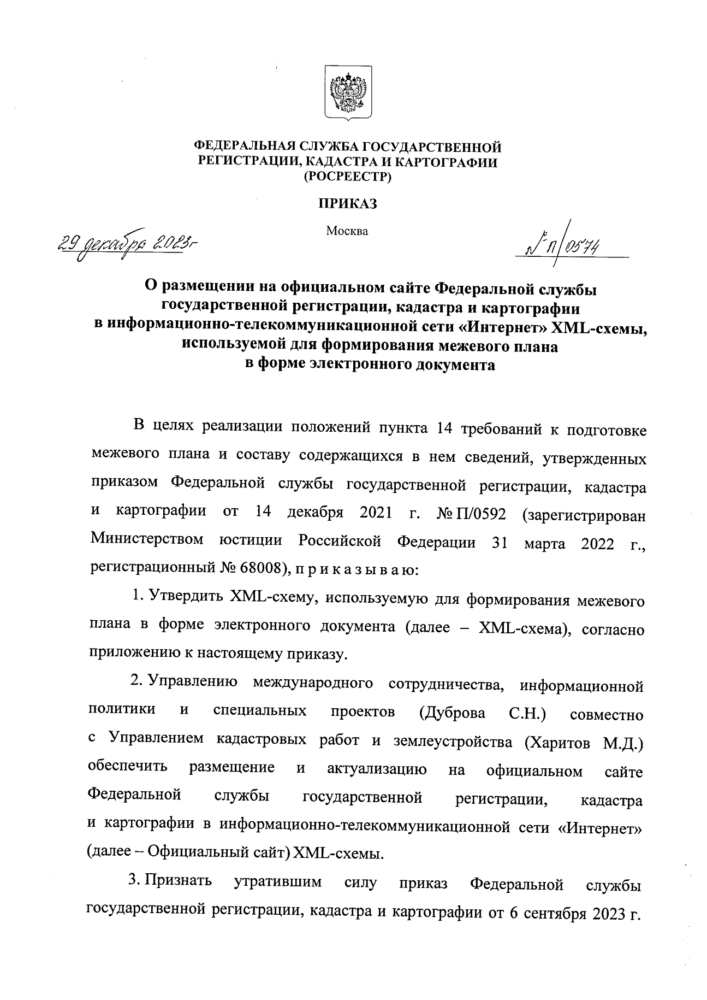 ФЕДЕРАЛЬНАЯ СЛУЖБА ГОСУДАРСТВЕННОЙ
РЕГИСТРАЦИИ, КАДАСТРА И КАРТОГРАФИИ
(РОСРЕЕСТР)
ПРИКАЗ
Москва
29 декабря 2023г
№ П/0574
О размещении на официальном сайте Федеральной службы
государственной регистрации, кадастра и картографии
в информационно-телекоммуникационной сети «Интернет» XML-схемы,
используемой для формирования межевого плана
в форме электронного документа
В целях реализации положений пункта 14 требований к подготовке
межевого плана и составу содержащихся в нем сведений, утвержденных
приказом Федеральной службы государственной регистрации, кадастра
и картографии от 14 декабря 2021 г. № П/0592 (зарегистрирован
Министерством юстиции Российской Федерации 31 марта 2022 г.,
регистрационный № 68008), п р и к а з ы в а ю:
1. Утвердить XML-схему, используемую для формирования межевого
плана в форме электронного документа (далее – XML-схема), согласно
приложению к настоящему приказу.
2. Управлению международного сотрудничества, информационной
политики и специальных проектов (Дуброва С.Н.) совместно
с Управлением кадастровых работ и землеустройства (Харитов М.Д.)
обеспечить размещение и актуализацию на официальном сайте
Федеральной службы государственной регистрации, кадастра
и картографии в информационно-телекоммуникационной сети «Интернет»
(далее – Официальный сайт) XML-схемы.
3. Признать утратившим силу приказ Федеральной службы
государственной регистрации, кадастра и картографии от 6 сентября 2023 г.